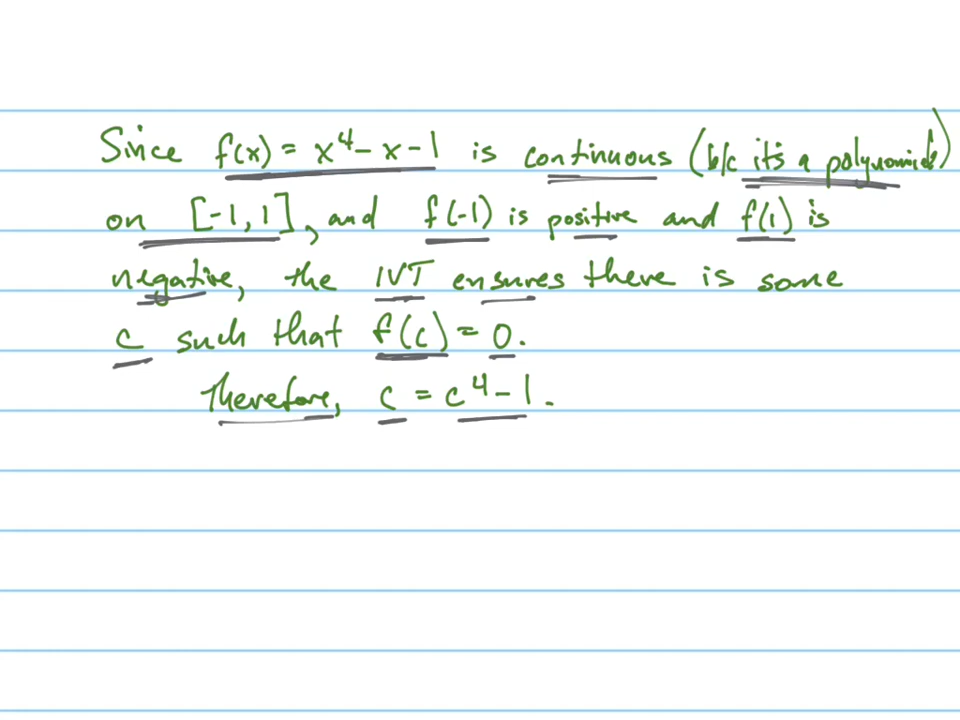 Since f(x) = x⁴ - x - 1 is continuous (b/c it's a polynomial)
on [-1, 1], and f(-1) is positive and f(1) is
negative, the IVT ensures there is some
c such that f(c) = 0.
Therefore, c = c⁴ - 1.